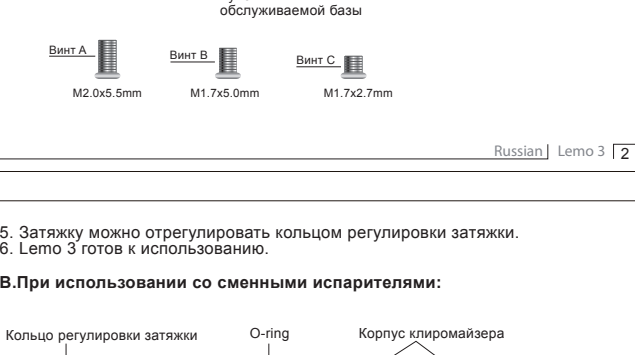 обслуживаемой базы
Винт A
Винт B
Винт C
M2.0x5.5mm
M1.7x5.0mm
M1.7x2.7mm
Russian Lemo 3 2
5. Затяжку можно отрегулировать кольцом регулировки затяжки.
6. Lemo 3 готов к использованию.
B.При использовании со сменными испарителями:
Кольцо регулировки затяжки
O-ring
Корпус клиромайзера